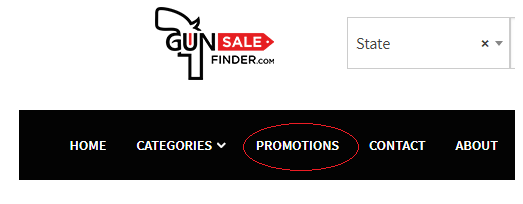 GUN SALE
FINDER.COM
State × 
HOME CATEGORIES PROMOTIONS CONTACT ABOUT